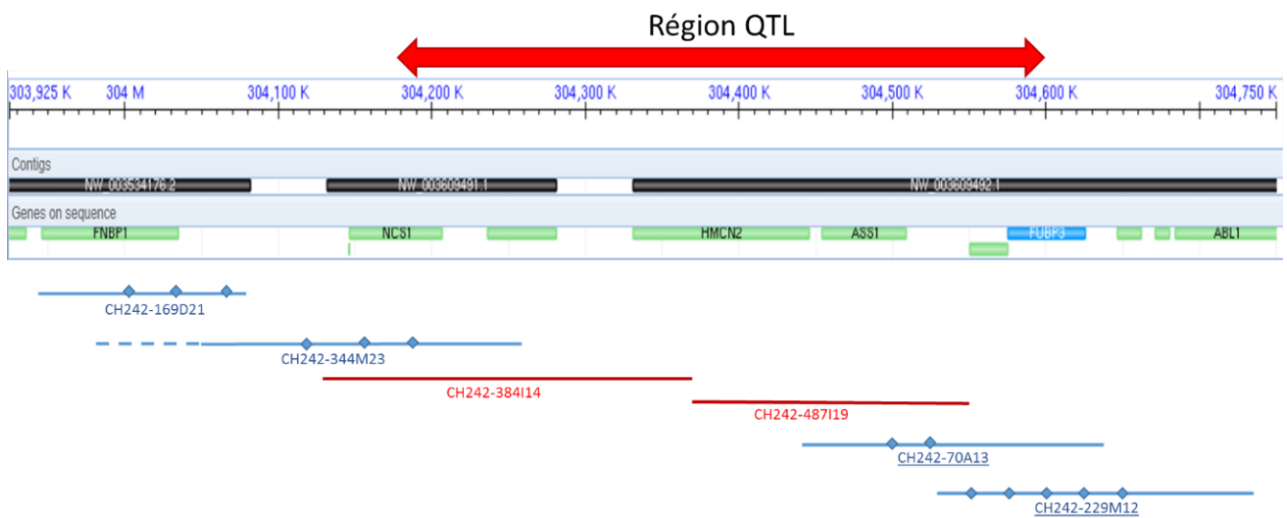 Région QTL
303,925 K 304 M 304,100 K 304,200 K 304,300 K 304,400 K 304,500 K 304,600 K 304,750 K
Contigs
NW_003534176.2 NW_003609491.1 NW_003609492.1
Genes on sequence
FNBP1 NCS1 HMCN2 ASS1 FUBP3 ABL1
CH242-169D21
CH242-344M23
CH242-384I14
CH242-487I19
CH242-70A13
CH242-229M12